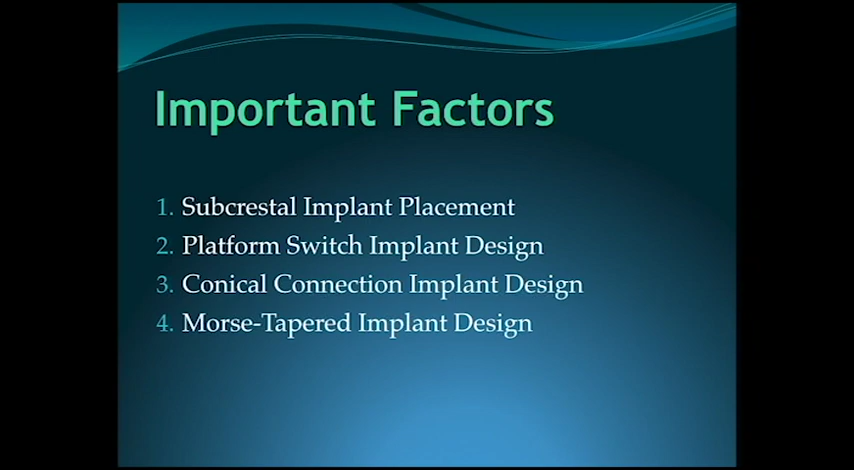 Important Factors
1. Subcrestal Implant Placement
2. Platform Switch Implant Design
3. Conical Connection Implant Design
4. Morse-Tapered Implant Design